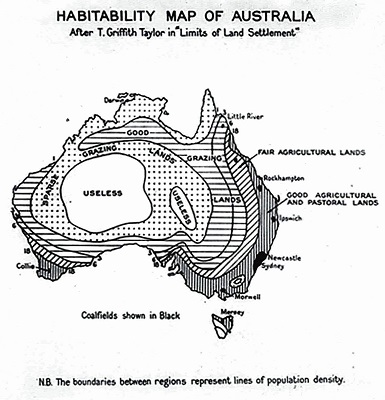 HABITABILITY MAP OF AUSTRALIA
After T. Griffith Taylor in "Limits of Land Settlement"
Darwin
Little River
GOOD
GRAZING LANDS
GRAZING
LANDS
SPARSE
USELESS
USELESS
FAIR AGRICULTURAL LANDS
Rockhampton
GOOD AGRICULTURAL
AND PASTORAL LANDS
Ipswich
Newcastle
Sydney
Collie
Morwell
Mersey
Coalfields shown in Black
N.B. The boundaries between regions represent lines of population density.